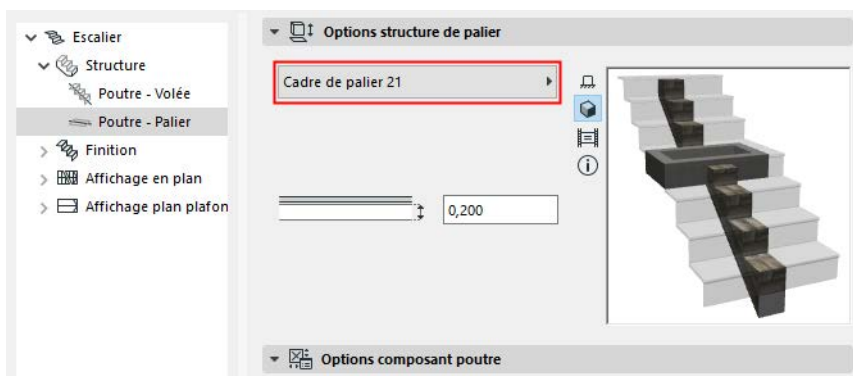 Escalier
Structure
Poutre - Volée
Poutre - Palier
Finition
Affichage en plan
Affichage plan plafon
Options structure de palier
Cadre de palier 21
0,200
Options composant poutre